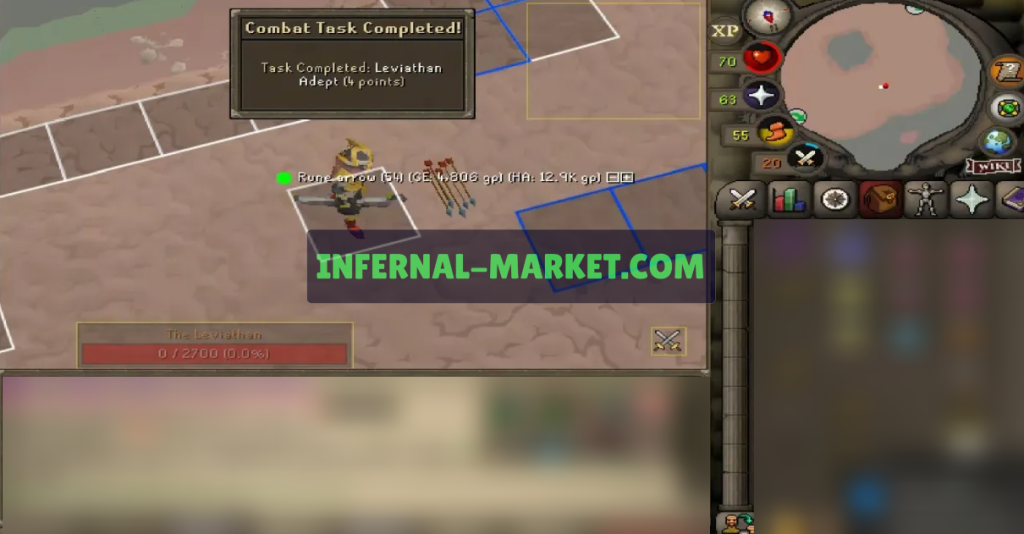 Combat Task Completed!
Task Completed: Leviathan
Adept (4 points)
XP
70
63
55
20
WIKI
Rune arrow (54) (GE: 4,806 gp) (HA: 12.9K gp)
INFERNAL-MARKET.COM
The Leviathan
0 / 2700 (0.0%)